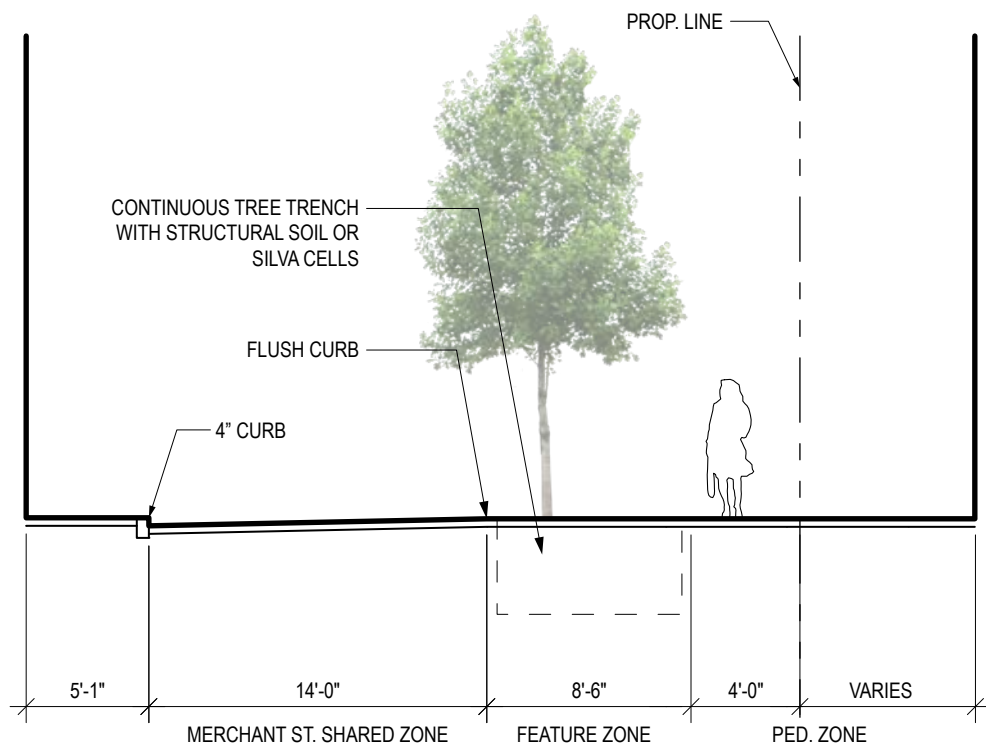 PROP. LINE
CONTINUOUS TREE TRENCH
WITH STRUCTURAL SOIL OR
SILVA CELLS
FLUSH CURB
4” CURB
5'-1" 14'-0" 8'-6" 4'-0" VARIES
MERCHANT ST. SHARED ZONE FEATURE ZONE PED. ZONE